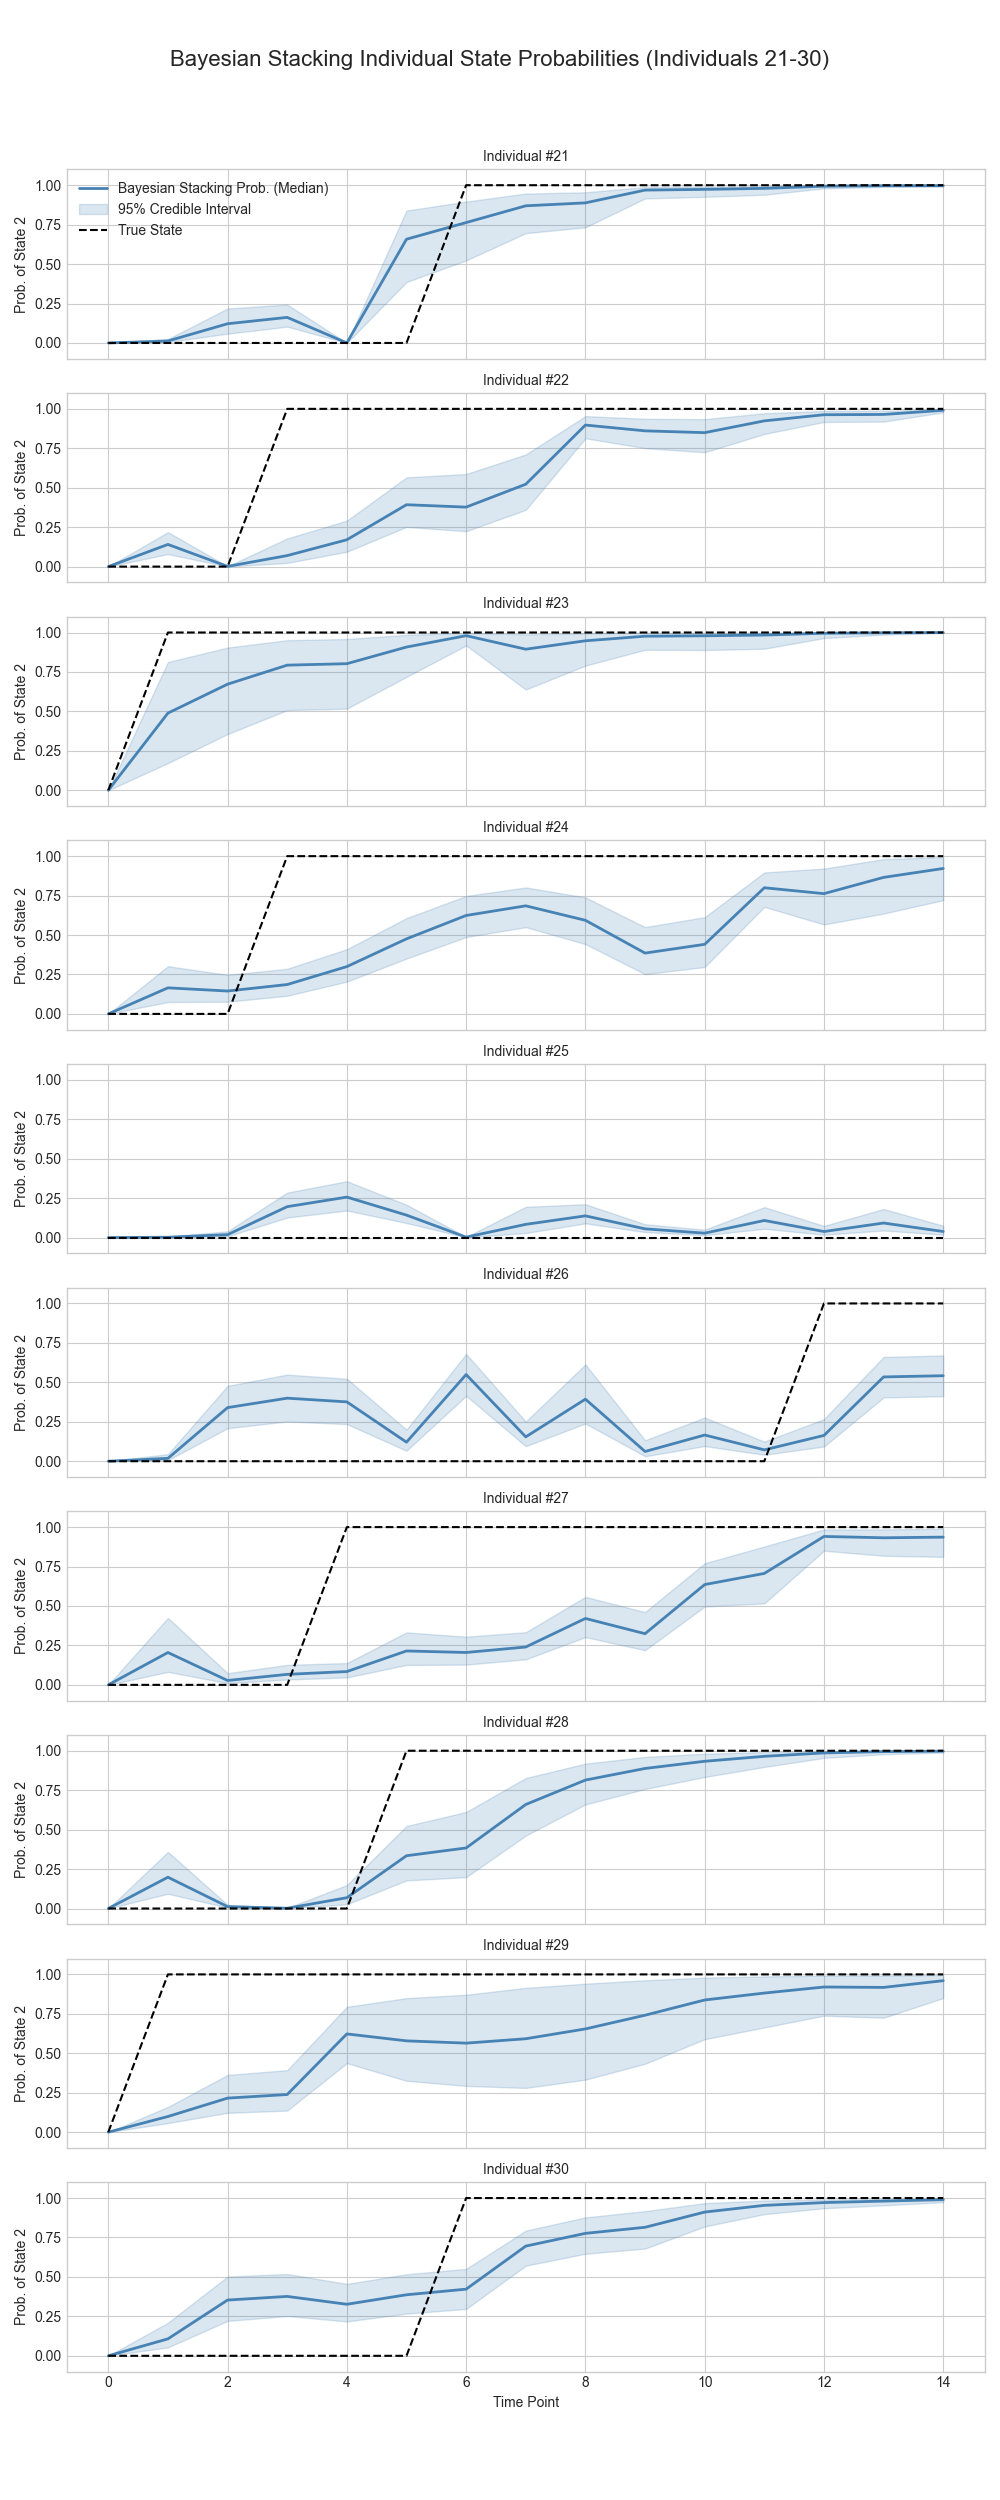 Bayesian Stacking Individual State Probabilities (Individuals 21-30)
Individual #21
Bayesian Stacking Prob. (Median)
95% Credible Interval
True State
Prob. of State 2
1.00
0.75
0.50
0.25
0.00
Individual #22
Prob. of State 2
1.00
0.75
0.50
0.25
0.00
Individual #23
Prob. of State 2
1.00
0.75
0.50
0.25
0.00
Individual #24
Prob. of State 2
1.00
0.75
0.50
0.25
0.00
Individual #25
Prob. of State 2
1.00
0.75
0.50
0.25
0.00
Individual #26
Prob. of State 2
1.00
0.75
0.50
0.25
0.00
Individual #27
Prob. of State 2
1.00
0.75
0.50
0.25
0.00
Individual #28
Prob. of State 2
1.00
0.75
0.50
0.25
0.00
Individual #29
Prob. of State 2
1.00
0.75
0.50
0.25
0.00
Individual #30
Prob. of State 2
1.00
0.75
0.50
0.25
0.00
0 2 4 6 8 10 12 14
Time Point